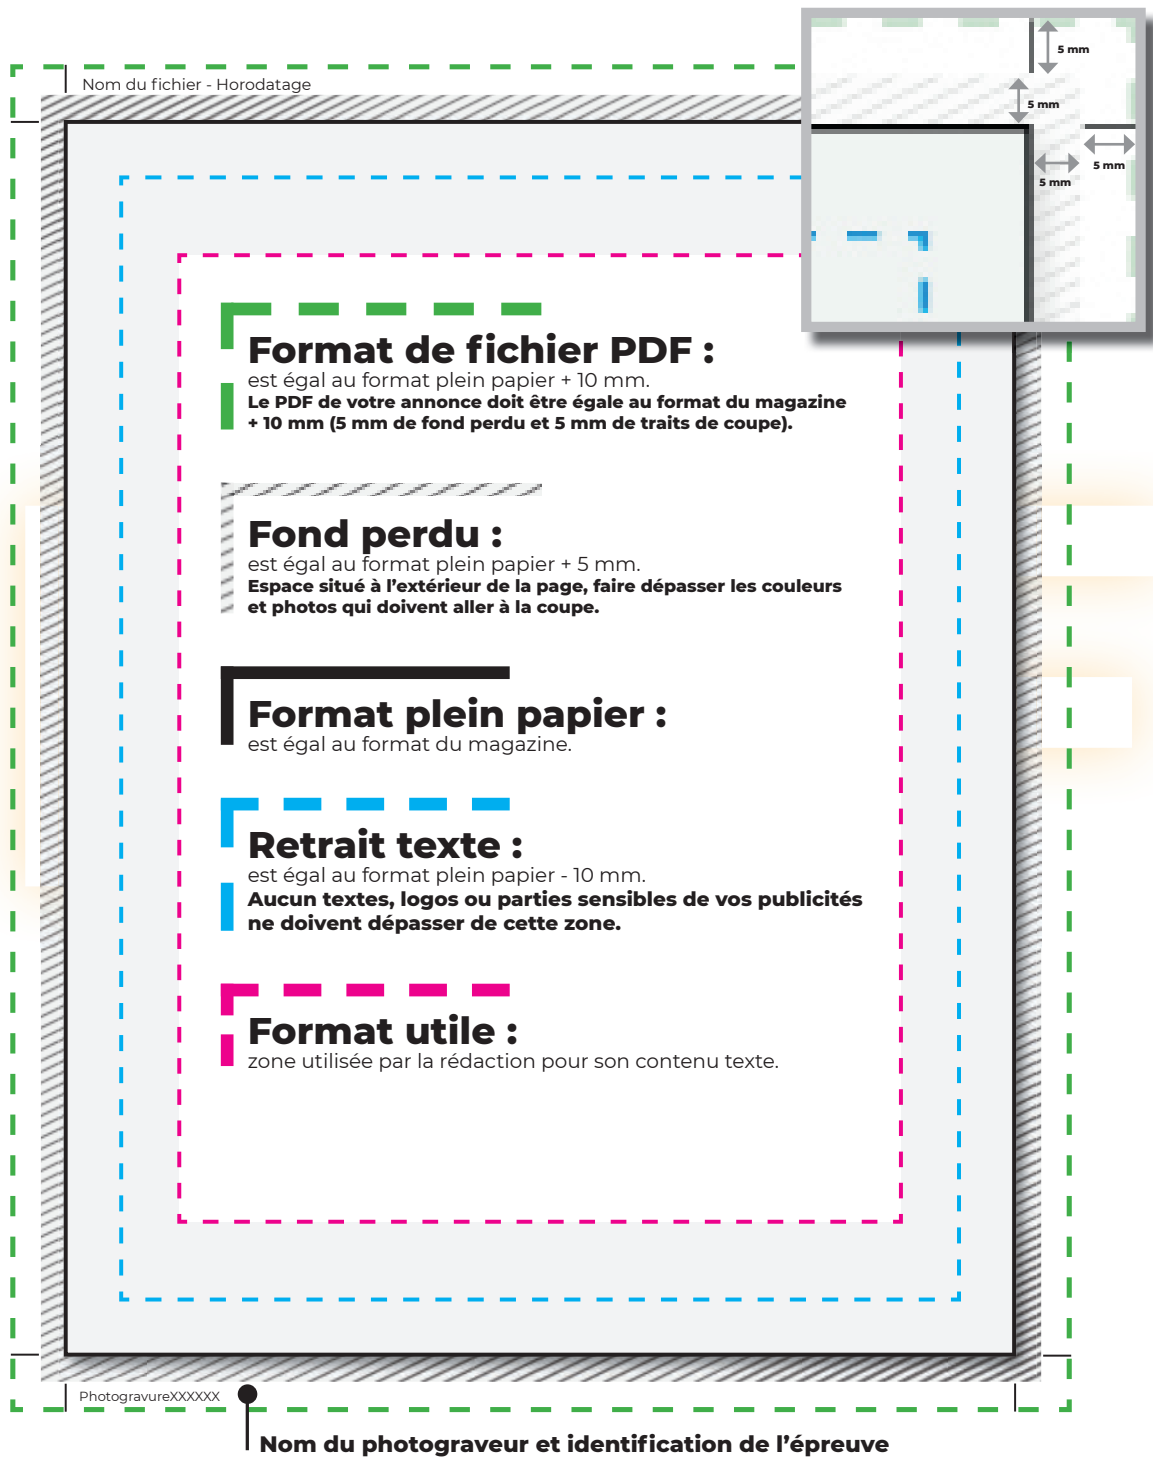 Nom du fichier - Horodatage
5 mm
5 mm
5 mm
5 mm
Format de fichier PDF :
est égal au format plein papier + 10 mm.
Le PDF de votre annonce doit être égale au format du magazine
+ 10 mm (5 mm de fond perdu et 5 mm de traits de coupe).
Fond perdu :
est égal au format plein papier + 5 mm.
Espace situé à l’extérieur de la page, faire dépasser les couleurs
et photos qui doivent aller à la coupe.
Format plein papier :
est égal au format du magazine.
Retrait texte :
est égal au format plein papier - 10 mm.
Aucun textes, logos ou parties sensibles de vos publicités
ne doivent dépasser de cette zone.
Format utile :
zone utilisée par la rédaction pour son contenu texte.
PhotogravureXXXXXX
Nom du photograveur et identification de l’épreuve